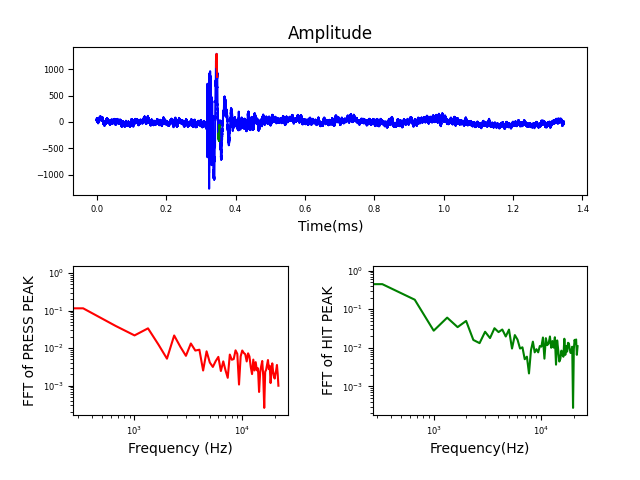 Amplitude
1000
500
0
−500
−1000
0.0 0.2 0.4 0.6 0.8 1.0 1.2 1.4
Time(ms)
FFT of PRESS PEAK
10⁰
10⁻¹
10⁻²
10⁻³
10³ 10⁴
Frequency (Hz)
FFT of HIT PEAK
10⁰
10⁻¹
10⁻²
10⁻³
10³ 10⁴
Frequency(Hz)